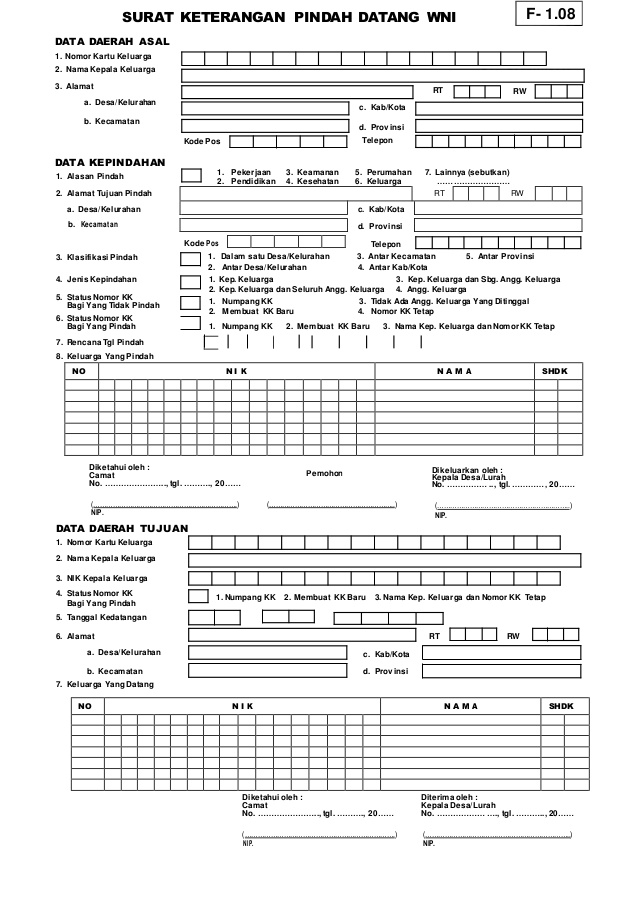 SURAT KETERANGAN PINDAH DATANG WNI
F- 1.08
DATA DAERAH ASAL
1. Nomor Kartu Keluarga
2. Nama Kepala Keluarga
3. Alamat RT RW
a. Desa/Kelurahan c. Kab/Kota
b. Kecamatan d. Provinsi
Kode Pos Telepon
DATA KEPINDAHAN
1. Alasan Pindah 1. Pekerjaan 3. Keamanan 5. Perumahan 7. Lainnya (sebutkan)
2. Pendidikan 4. Kesehatan 6. Keluarga ..........................
2. Alamat Tujuan Pindah RT RW
a. Desa/Kelurahan c. Kab/Kota
b. Kecamatan d. Provinsi
Kode Pos Telepon
3. Klasifikasi Pindah 1. Dalam satu Desa/Kelurahan 3. Antar Kecamatan 5. Antar Provinsi
2. Antar Desa/Kelurahan 4. Antar Kab/Kota
4. Jenis Kepindahan 1. Kep. Keluarga 3. Kep. Keluarga dan Sbg. Angg. Keluarga
2. Kep. Keluarga dan Seluruh Angg. Keluarga 4. Angg. Keluarga
5. Status Nomor KK 1. Numpang KK 3. Tidak Ada Angg. Keluarga Yang Ditinggal
Bagi Yang Tidak Pindah 2. Membuat KK Baru 4. Nomor KK Tetap
6. Status Nomor KK
Bagi Yang Pindah 1. Numpang KK 2. Membuat KK Baru 3. Nama Kep. Keluarga dan Nomor KK Tetap
7. Rencana Tgl Pindah
8. Keluarga Yang Pindah
NO N I K N A M A SHDK
Diketahui oleh : Pemohon Dikeluarkan oleh :
Camat Kepala Desa/Lurah
No. ........................, tgl. .........., 20...... No. .................. .., tgl. ............, 20......
(..................................................) (..................................................) (..................................................)
NIP. NIP.
DATA DAERAH TUJUAN
1. Nomor Kartu Keluarga
2. Nama Kepala Keluarga
3. NIK Kepala Keluarga
4. Status Nomor KK 1. Numpang KK 2. Membuat KK Baru 3. Nama Kep. Keluarga dan Nomor KK Tetap
Bagi Yang Pindah
5. Tanggal Kedatangan
6. Alamat RT RW
a. Desa/Kelurahan c. Kab/Kota
b. Kecamatan d. Provinsi
7. Keluarga Yang Datang
NO N I K N A M A SHDK
Diketahui oleh : Diterima oleh :
Camat Kepala Desa/Lurah
No. ........................, tgl. .........., 20...... No. .................. ...., tgl. .........., 20......
(..................................................) (..................................................)
NIP. NIP.